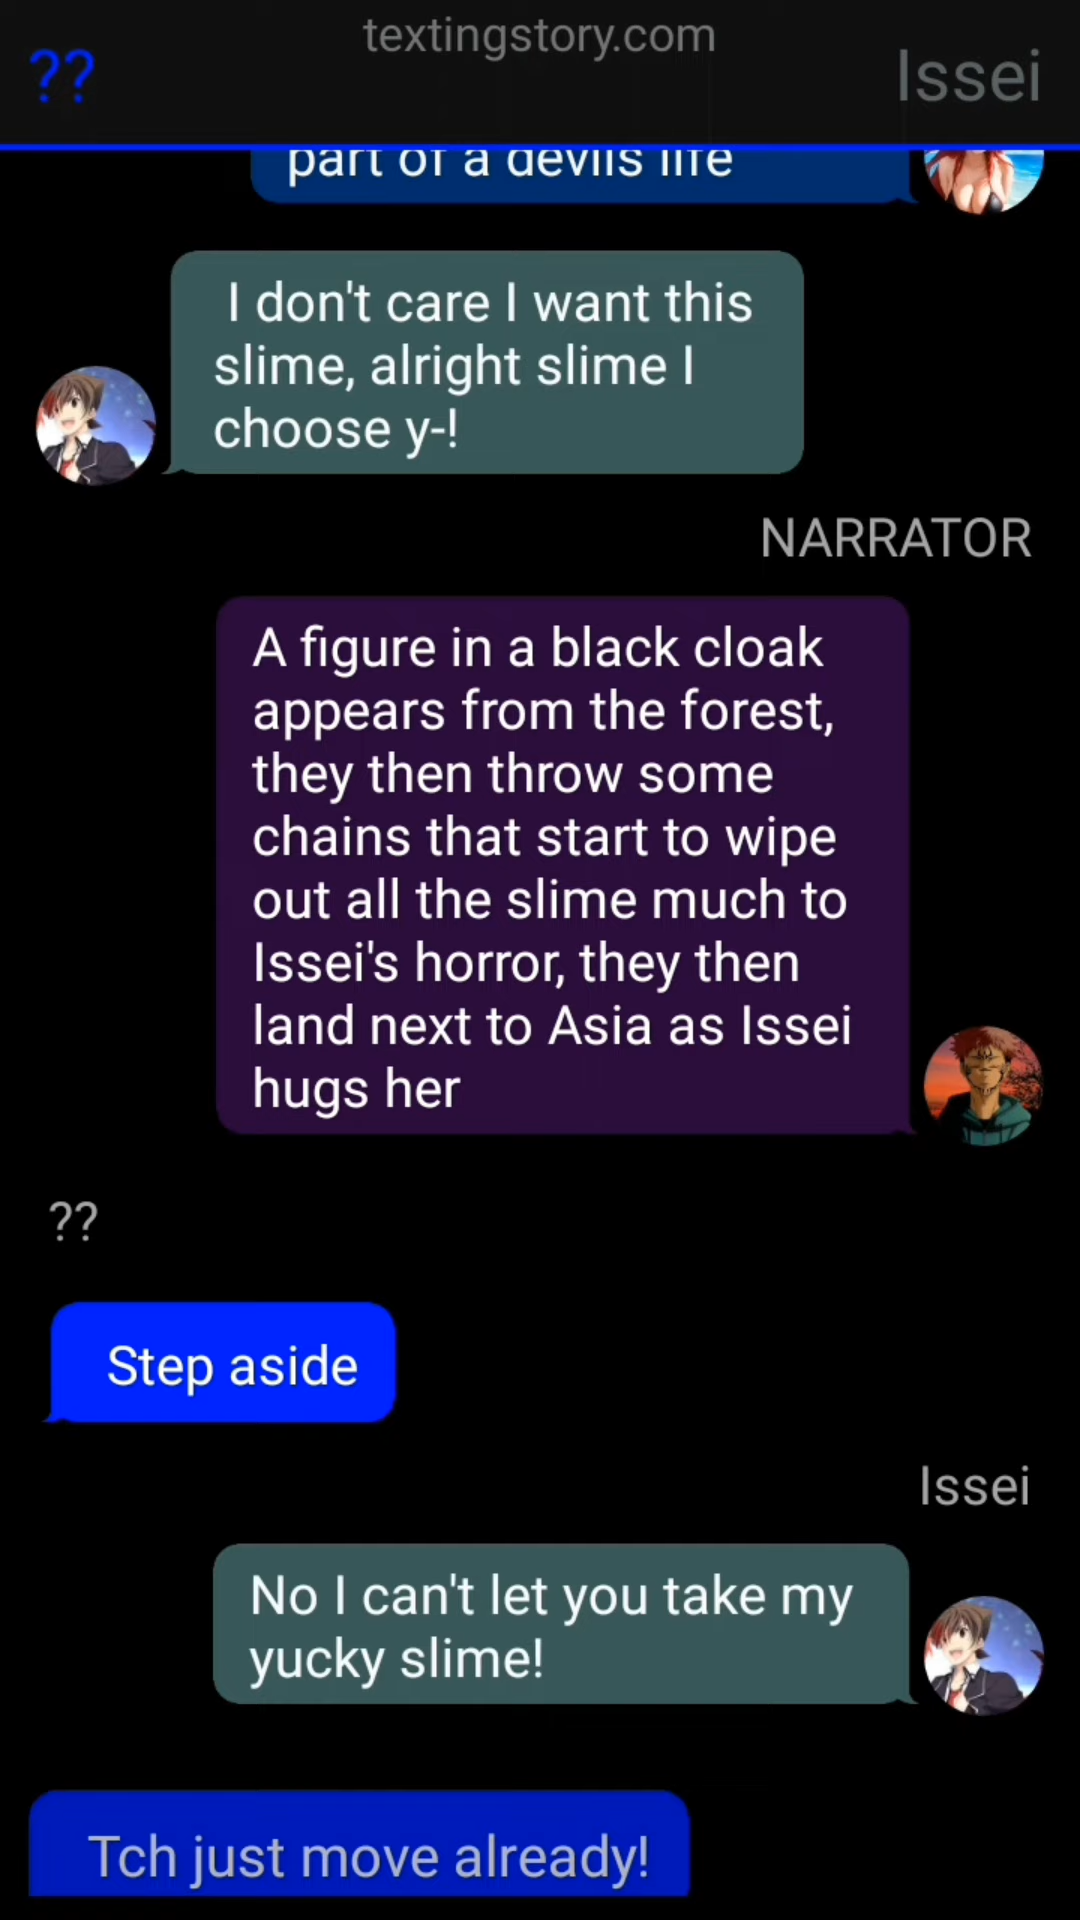 textingstory.com
??
Issei
part of a devils life
I don't care I want this
slime, alright slime I
choose y-!
NARRATOR
A figure in a black cloak
appears from the forest,
they then throw some
chains that start to wipe
out all the slime much to
Issei's horror, they then
land next to Asia as Issei
hugs her
??
Step aside
Issei
No I can't let you take my
yucky slime!
Tch just move already!